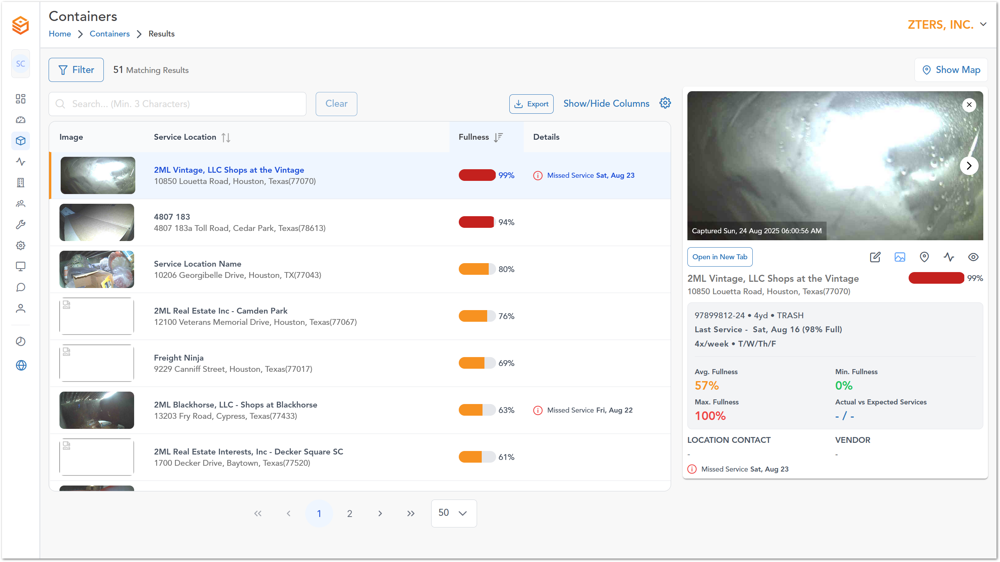 Containers
Home > Containers > Results
ZTERS, INC.
SC
Filter
51 Matching Results
Show Map
Search... (Min. 3 Characters)
Clear
Export
Show/Hide Columns
Image
Service Location
Fullness
Details
2ML Vintage, LLC Shops at the Vintage
10850 Louetta Road, Houston, Texas(77070)
99%
Missed Service Sat, Aug 23
4807 183
4807 183a Toll Road, Cedar Park, Texas(78613)
94%
Service Location Name
10206 Georgibelle Drive, Houston, TX(77043)
80%
2ML Real Estate Inc - Camden Park
12100 Veterans Memorial Drive, Houston, Texas(77067)
76%
Freight Ninja
9229 Canniff Street, Houston, Texas(77017)
69%
2ML Blackhorse, LLC - Shops at Blackhorse
13203 Fry Road, Cypress, Texas(77433)
63%
Missed Service Fri, Aug 22
2ML Real Estate Interests, Inc - Decker Square SC
1700 Decker Drive, Baytown, Texas(77520)
61%
1
2
50
Captured Sun, 24 Aug 2025 06:00:56 AM
Open in New Tab
2ML Vintage, LLC Shops at the Vintage
99%
10850 Louetta Road, Houston, Texas(77070)
97899812-24 • 4yd • TRASH
Last Service - Sat, Aug 16 (98% Full)
4x/week • T/W/Th/F
Avg. Fullness
57%
Min. Fullness
0%
Max. Fullness
100%
Actual vs Expected Services
- / -
LOCATION CONTACT
-
VENDOR
-
Missed Service Sat, Aug 23